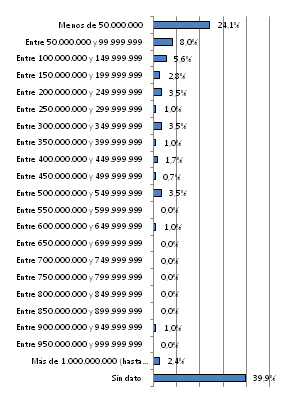 Menos de 50.000.000 24,1%
Entre 50.000.000 y 99.999.999 8,0%
Entre 100.000.000 y 149.999.999 5,6%
Entre 150.000.000 y 199.999.999 2,8%
Entre 200.000.000 y 249.999.999 3,5%
Entre 250.000.000 y 299.999.999 1,0%
Entre 300.000.000 y 349.999.999 3,5%
Entre 350.000.000 y 399.999.999 1,0%
Entre 400.000.000 y 449.999.999 1,7%
Entre 450.000.000 y 499.999.999 0,7%
Entre 500.000.000 y 549.999.999 3,5%
Entre 550.000.000 y 599.999.999 0,0%
Entre 600.000.000 y 649.999.999 1,0%
Entre 650.000.000 y 699.999.999 0,0%
Entre 700.000.000 y 749.999.999 0,0%
Entre 750.000.000 y 799.999.999 0,0%
Entre 800.000.000 y 849.999.999 0,0%
Entre 850.000.000 y 899.999.999 0,0%
Entre 900.000.000 y 949.999.999 1,0%
Entre 950.000.000 y 999.999.999 0,0%
Más de 1.000.000.000 (hasta... 2,4%
Sin dato 39,9%